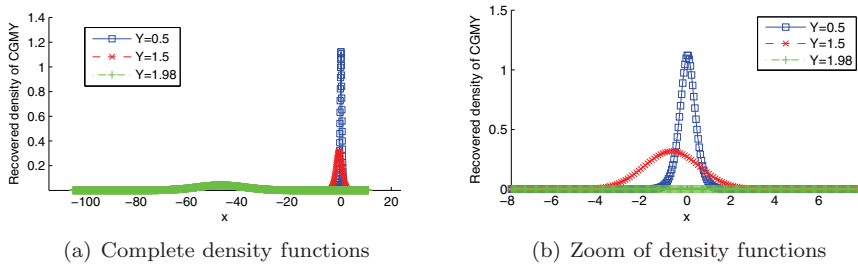 Recovered density of CGMY
1.4
1.2
1.0
0.8
0.6
0.4
0.2
Y=0.5
Y=1.5
Y=1.98
−100 −80 −60 −40 −20 0 20
x
(a) Complete density functions
Recovered density of CGMY
1.5
1
0.5
0
Y=0.5
Y=1.5
Y=1.98
−8 −6 −4 −2 0 2 4 6
x
(b) Zoom of density functions